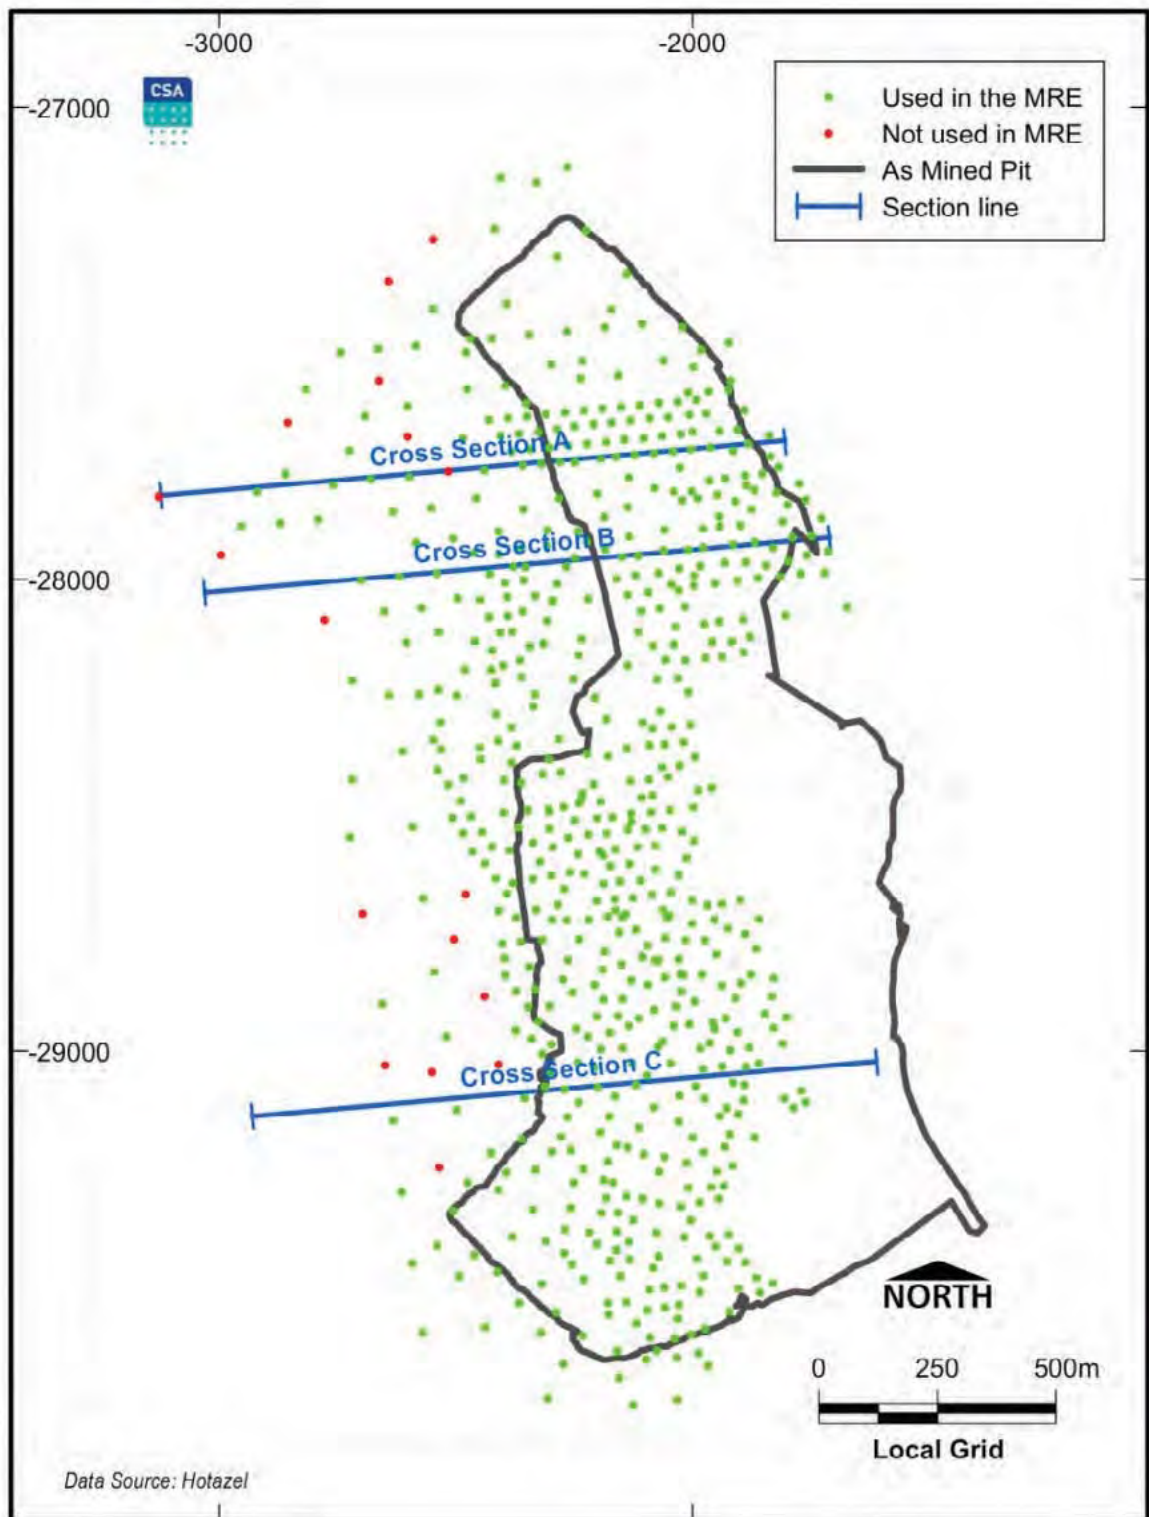 -3000
-2000
CSA
-27000
Used in the MRE
Not used in MRE
As Mined Pit
Section line
Cross Section A
Cross Section B
-28000
-29000
Cross Section C
NORTH
0 250 500m
Local Grid
Data Source: Hotazel